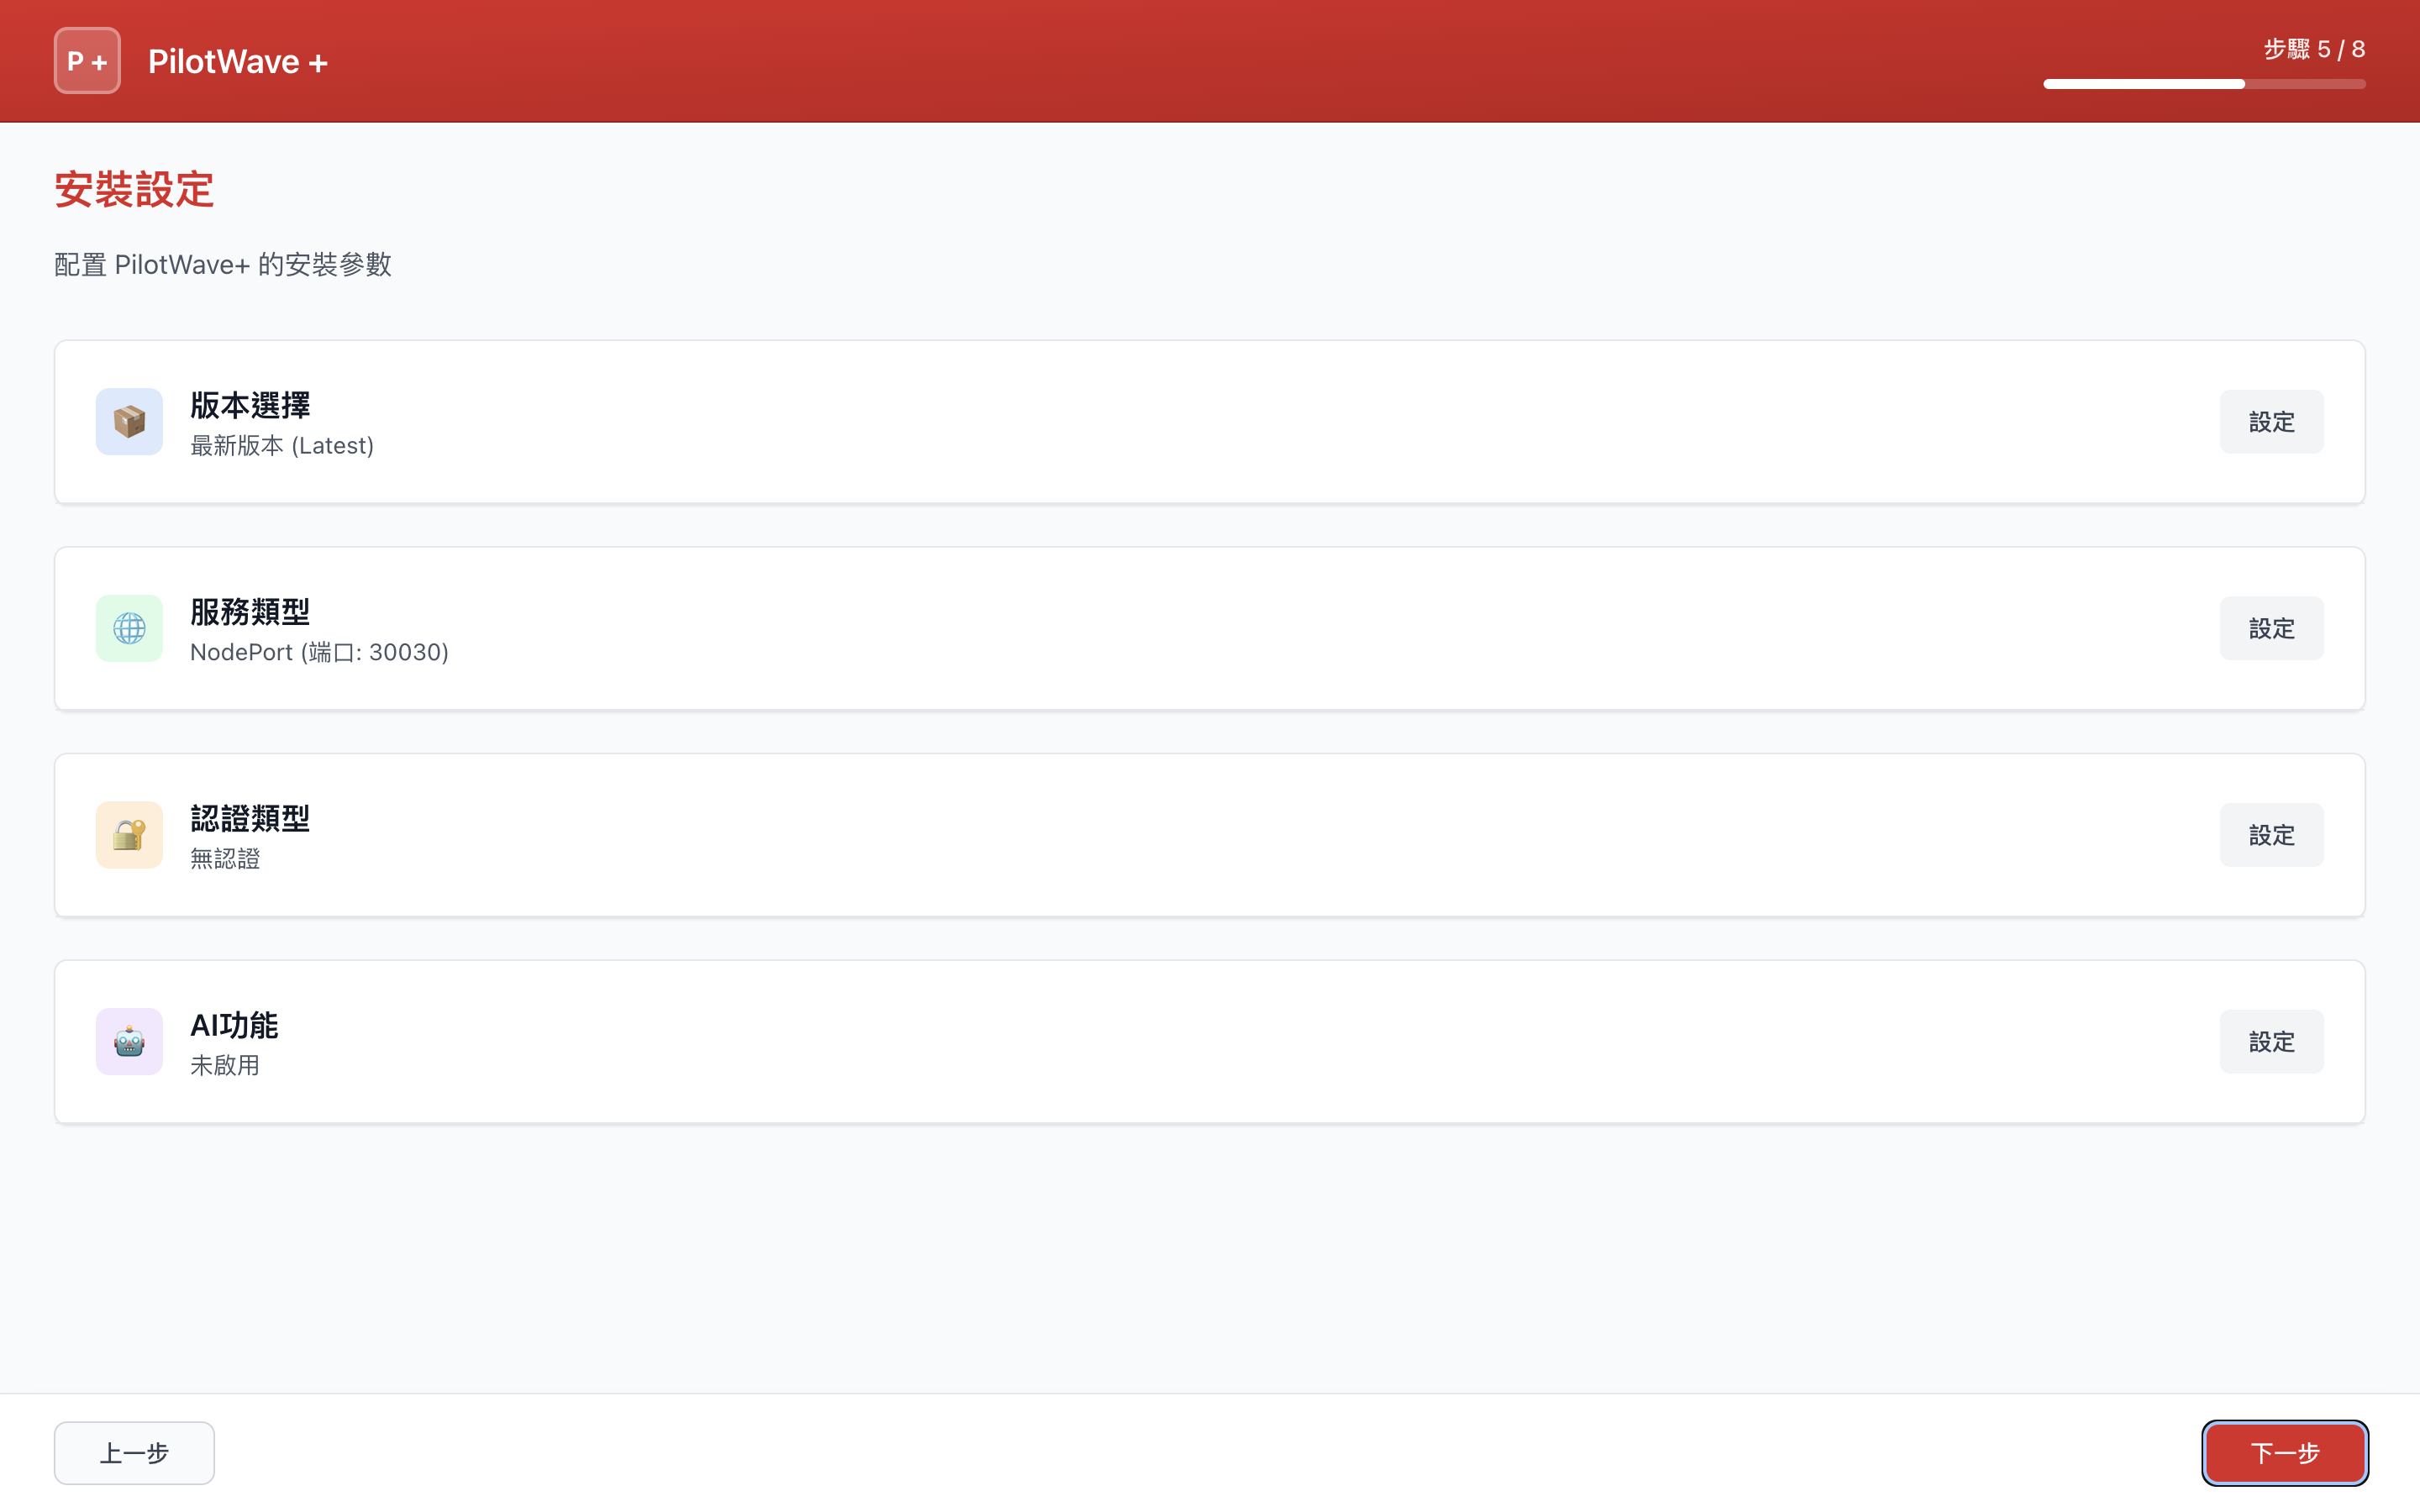 P +
PilotWave +
步驟 5 / 8
安裝設定
配置 PilotWave+ 的安裝參數
版本選擇
最新版本 (Latest)
設定
服務類型
NodePort (端口: 30030)
設定
認證類型
無認證
設定
AI功能
未啟用
設定
上一步
下一步